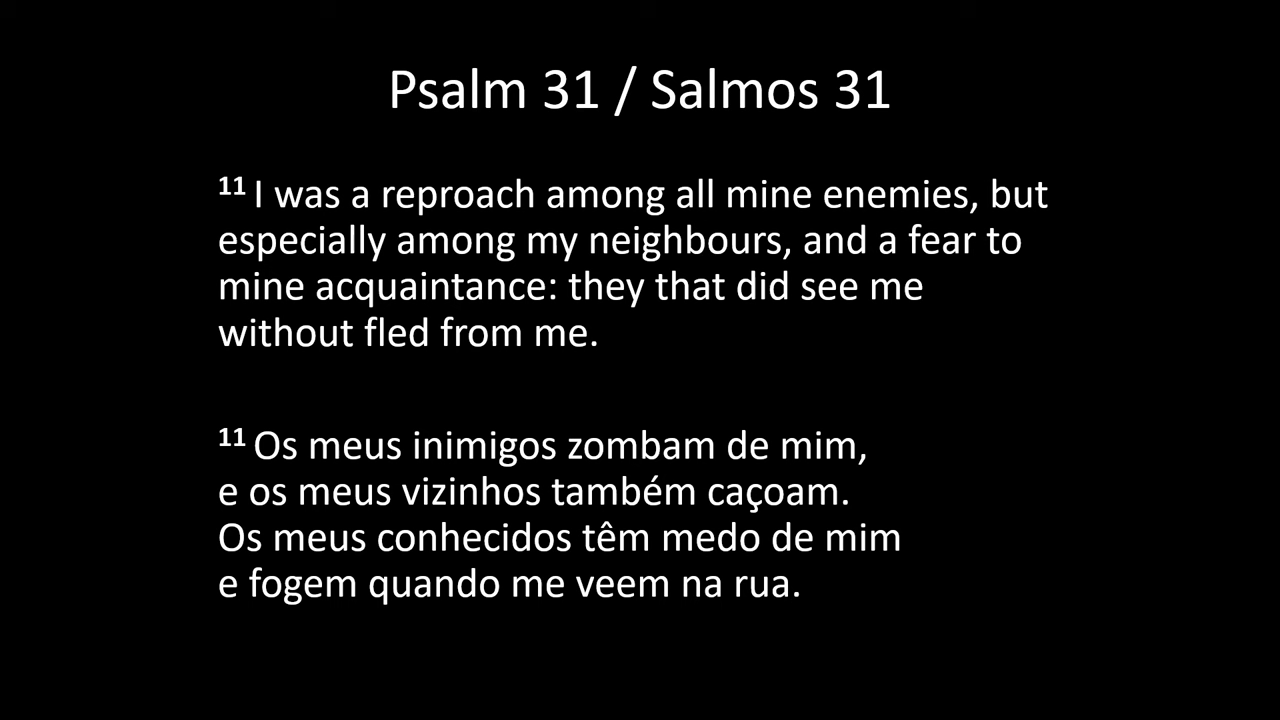 Psalm 31 / Salmos 31
11 I was a reproach among all mine enemies, but
especially among my neighbours, and a fear to
mine acquaintance: they that did see me
without fled from me.
11 Os meus inimigos zombam de mim,
e os meus vizinhos também caçoam.
Os meus conhecidos têm medo de mim
e fogem quando me veem na rua.